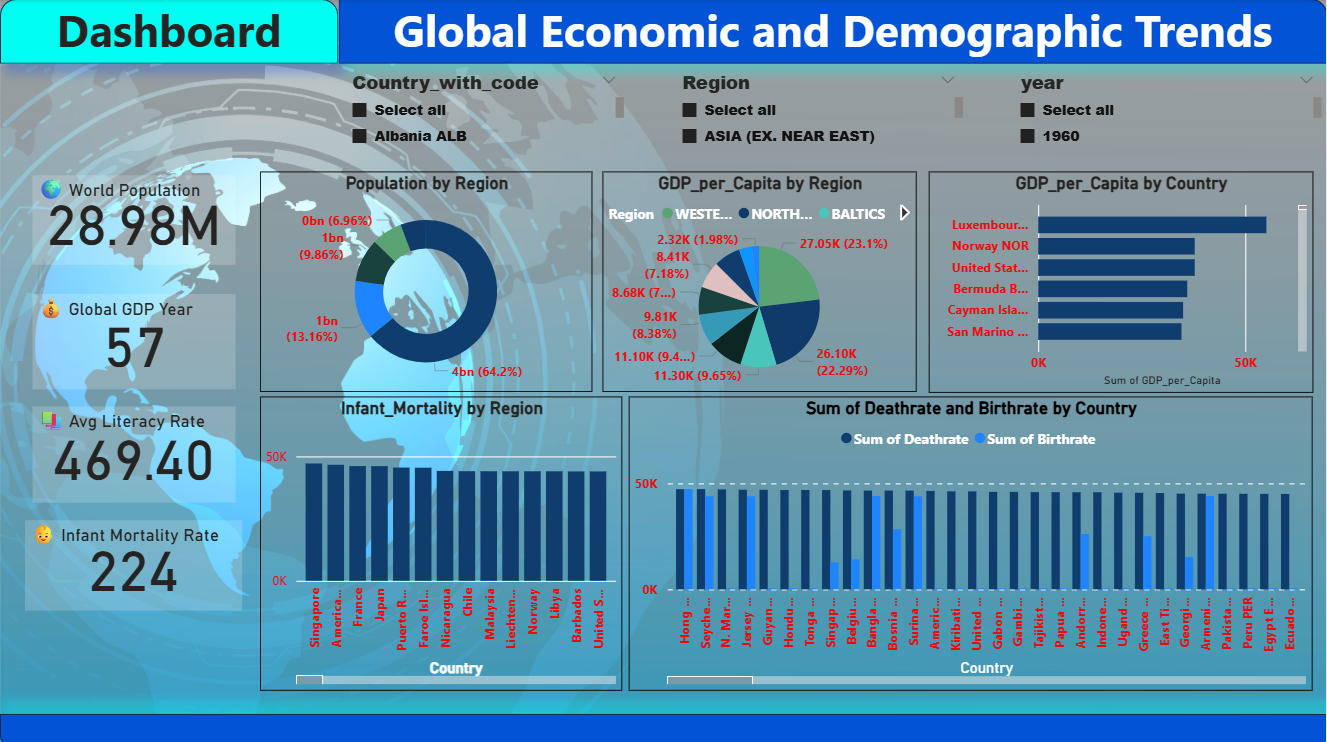 Dashboard
Global Economic and Demographic Trends
Country_with_code
Select all
Albania ALB
Region
Select all
ASIA (EX. NEAR EAST)
year
Select all
1960
World Population
28.98M
Global GDP Year
57
Avg Literacy Rate
469.40
Infant Mortality Rate
224
Population by Region
0bn (6.96%)
1bn
(9.86%)
1bn
(13.16%)
4bn (64.2%)
GDP_per_Capita by Region
Region WESTE... NORTH... BALTICS
2.32K (1.98%)
27.05K (23.1%)
8.41K
(7.18%)
8.68K (7...)
9.81K
(8.38%)
11.10K (9.4...)
11.30K (9.65%)
26.10K
(22.29%)
GDP_per_Capita by Country
Luxembour...
Norway NOR
United Stat...
Bermuda B...
Cayman Isla...
San Marino ...
0K 50K
Sum of GDP_per_Capita
Infant_Mortality by Region
50K
0K
Singapore
America...
France
Japan
Puerto R...
Faroe Isl...
Nicaragua
Chile
Malaysia
Liechten...
Norway
Libya
Barbados
United S...
Country
Sum of Deathrate and Birthrate by Country
Sum of Deathrate Sum of Birthrate
50K
0K
Hong ...
Seyche...
N. Mar...
Jersey ...
Guyan...
Hondu...
Tonga ...
Singap...
Belgiu...
Bangla...
Bosnia ...
Surina...
Americ...
Kiribati...
United ...
Gabon ...
Gambi...
Tajikist...
Papua ...
Andorr...
Indone...
Ugand...
Greece ...
East Ti...
Georgi...
Armeni...
Pakista...
Peru PER
Egypt E...
Ecuado...
Country